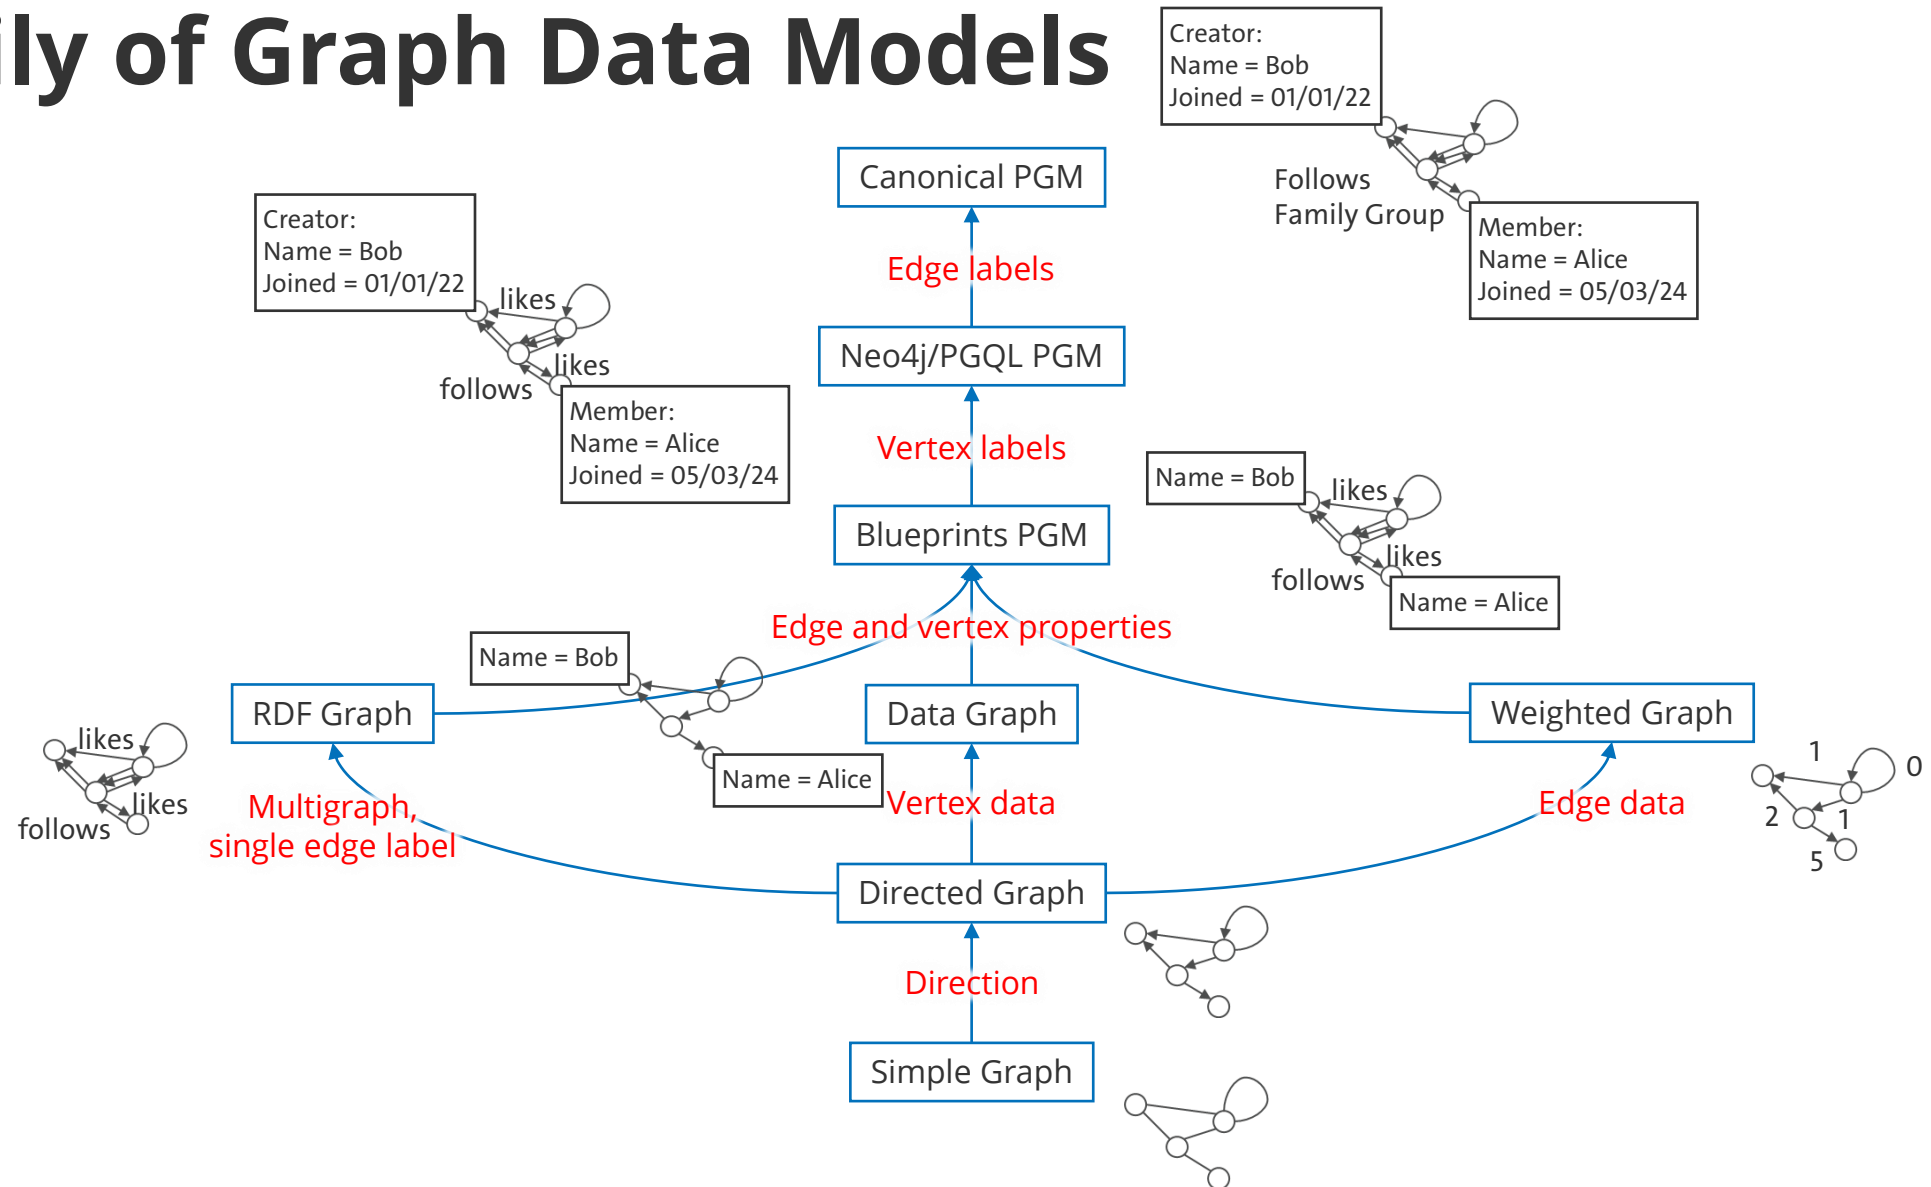 ily of Graph Data Models
Creator:
Name = Bob
Joined = 01/01/22
Follows
Family Group
Member:
Name = Alice
Joined = 05/03/24
Canonical PGM
Edge labels
Creator:
Name = Bob
Joined = 01/01/22
likes
likes
follows
Member:
Name = Alice
Joined = 05/03/24
Neo4j/PGQL PGM
Vertex labels
Blueprints PGM
Name = Bob
likes
likes
follows
Name = Alice
Edge and vertex properties
Name = Bob
Name = Alice
RDF Graph
Data Graph
Weighted Graph
likes
likes
follows
Multigraph,
single edge label
Vertex data
Edge data
1
0
2
1
5
Directed Graph
Direction
Simple Graph